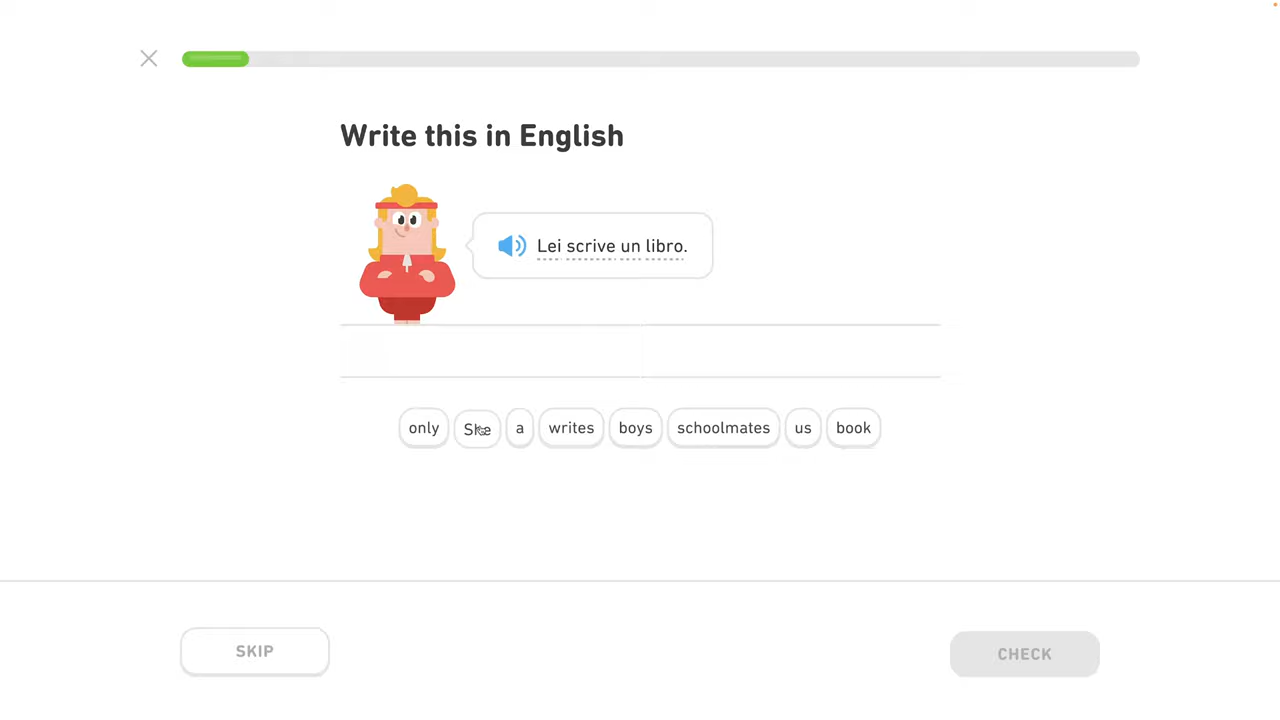 Write this in English
Lei scrive un libro.
only She a writes boys schoolmates us book
SKIP
CHECK